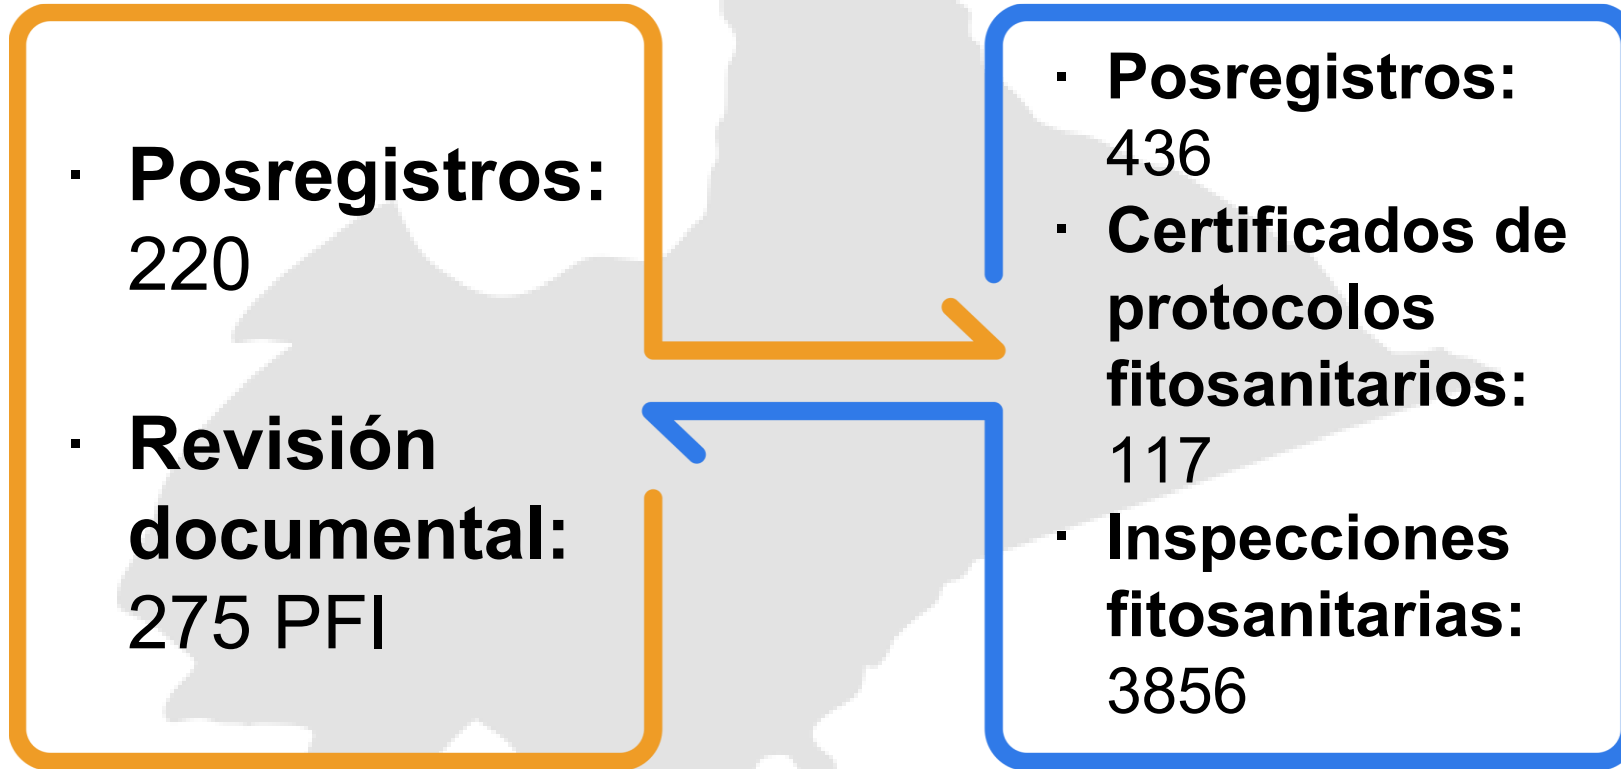 · Posregistros:
220
· Revisión
documental:
275 PFI
· Posregistros:
436
· Certificados de
protocolos
fitosanitarios:
117
· Inspecciones
fitosanitarias:
3856